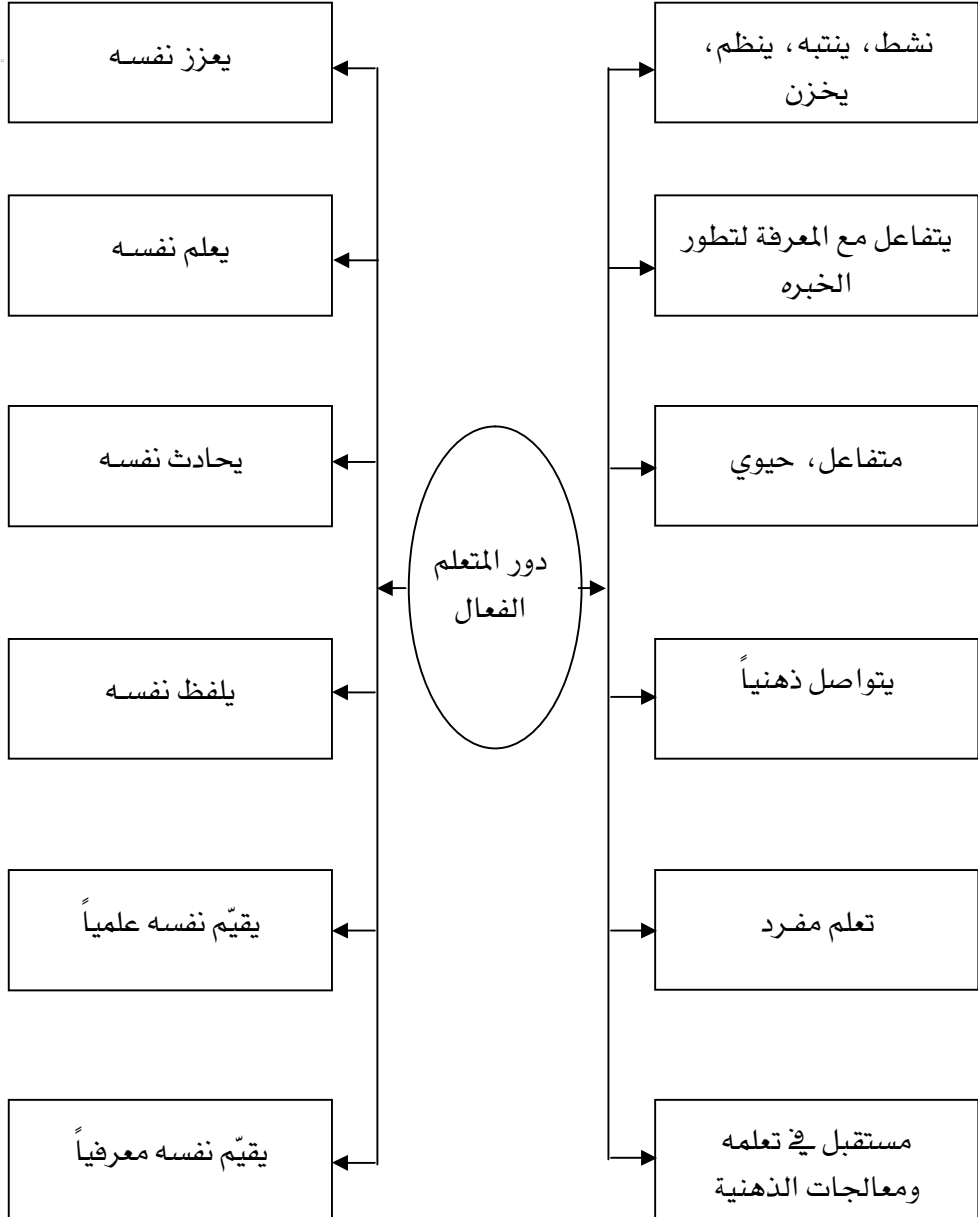 نشط، ينتبه، ينظم،
يخزن
يتفاعل مع المعرفة لتطور
الخبره
متفاعل، حيوي
يتواصل ذهنياً
تعلم مفرد
مستقبل في تعلمه
ومعالجات الذهنية
دور المتعلم
الفعال
يعزز نفسه
يعلم نفسه
يحادث نفسه
يلفظ نفسه
يقيّم نفسه علمياً
يقيّم نفسه معرفياً